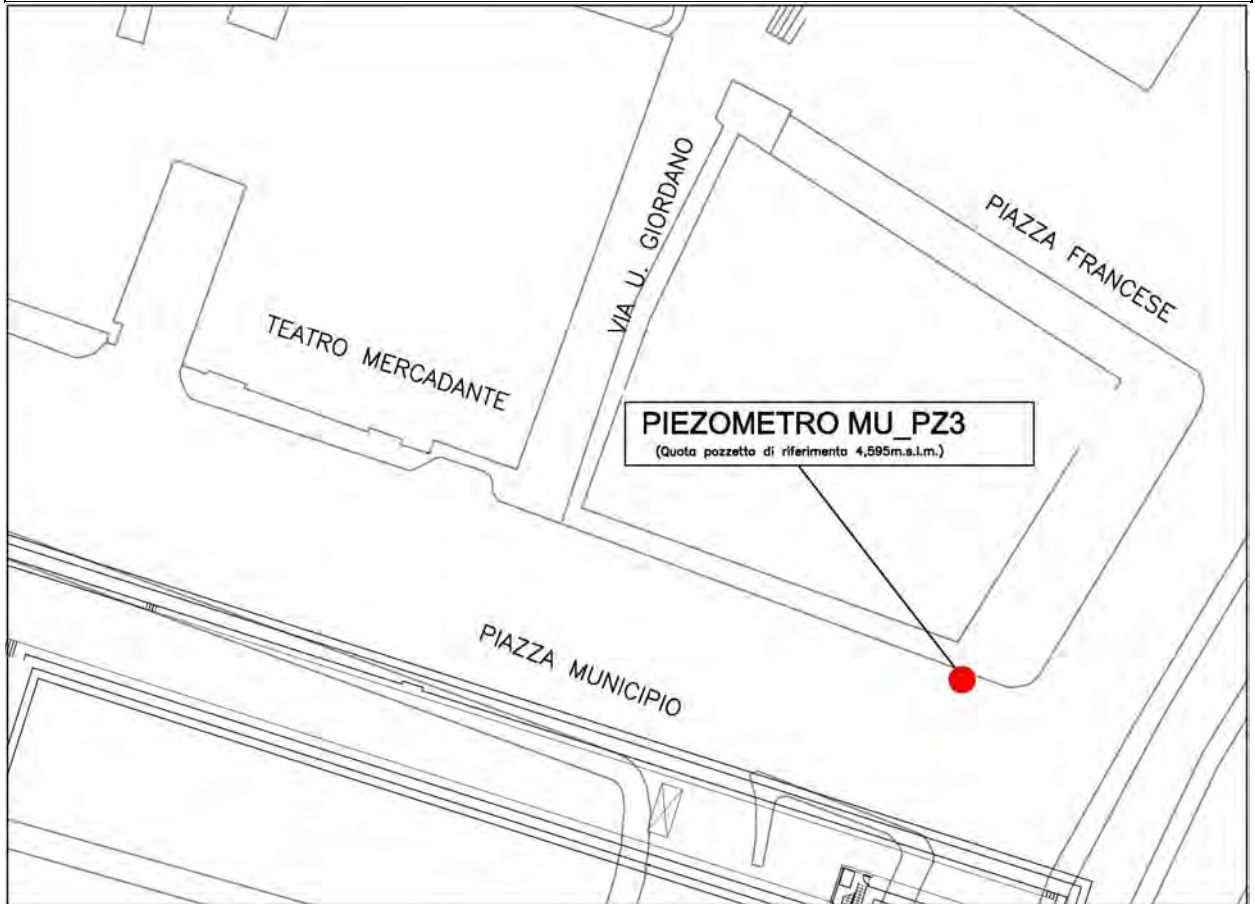 VIA U. GIORDANO
PIAZZA FRANCESE
TEATRO MERCADANTE
PIEZOMETRO MU_PZ3
(Quota pozzetto di riferimento 4,595m.s.l.m.)
PIAZZA MUNICIPIO